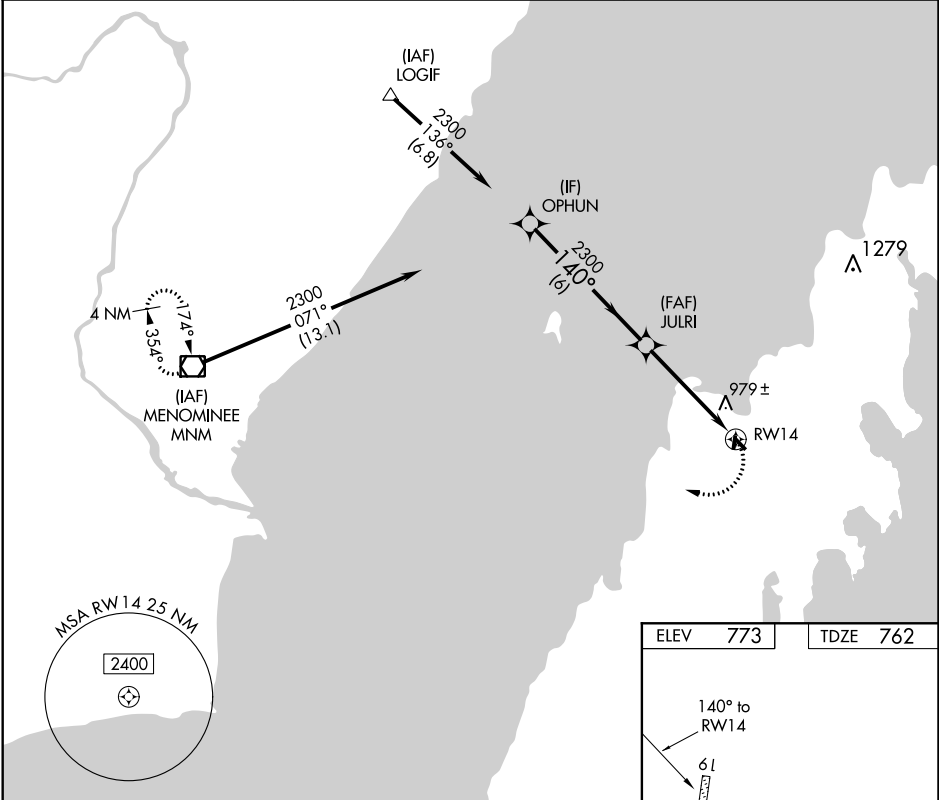 (IAF)
LOGIF
2300
136°
(6.8)
(IF)
OPHUN
2300
140°
(6)
1279
2300
071°
(13.1)
(FAF)
JULRI
4 NM
174°
354°
(IAF)
MENOMINEE
MNM
979 ±
RW14
MSA RW14 25 NM
2400
ELEV 773
TDZE 762
140° to
RW14
19